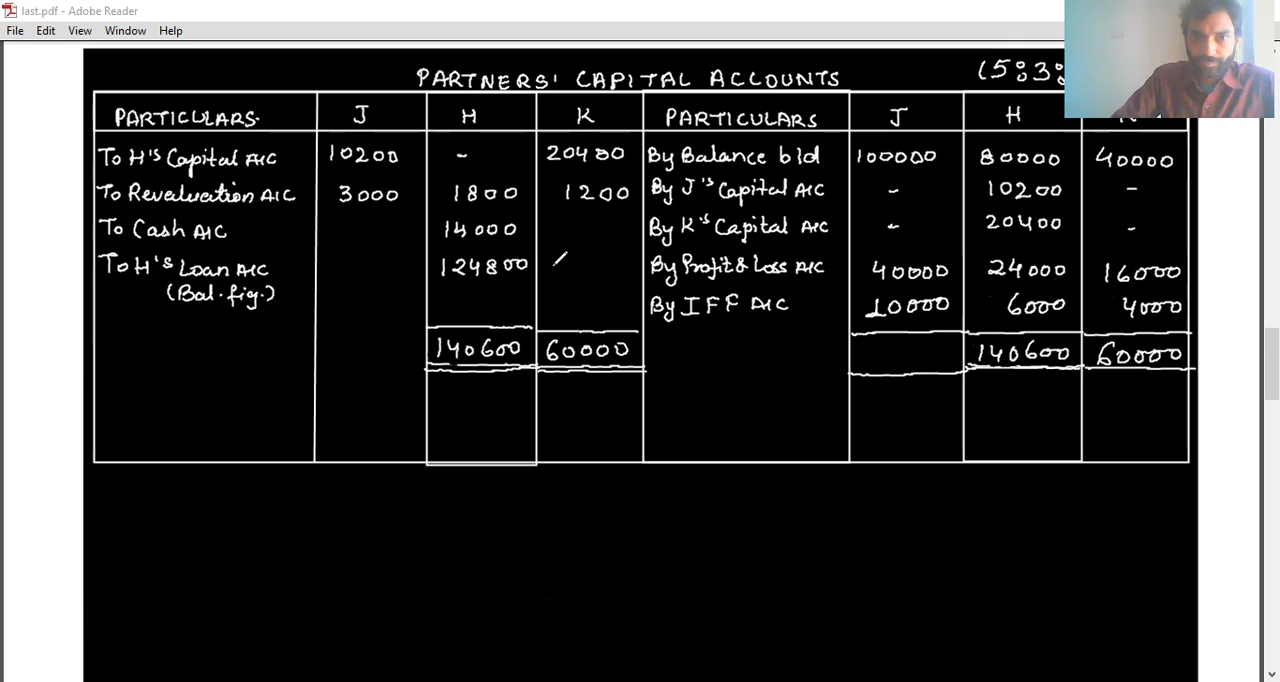 last.pdf - Adobe Reader
File Edit View Window Help
PARTNERS' CAPITAL ACCOUNTS (5:3:
PARTICULARS. J H K PARTICULARS J H
To H's Capital A/C 10200 - 20400 By Balance b/d 100000 80000 40000
To Revaluation A/C 3000 1800 1200 By J's Capital A/C - 10200 -
To Cash A/C 14000 By K's Capital A/C - 20400 -
To H's Loan A/C 124800 By Profit & Loss A/C 40000 24000 16000
(Bal. fig.) By IFF A/C 10000 6000 4000
140600 60000 140600 60000